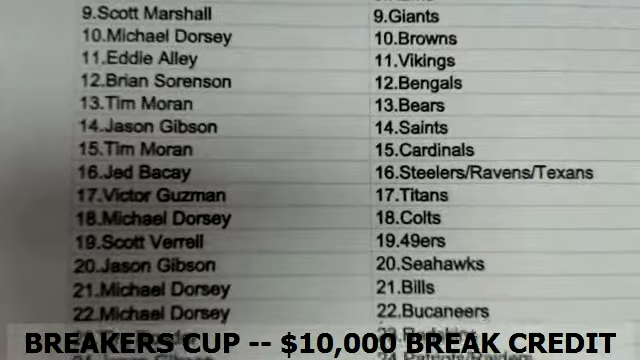 9.Scott Marshall 9.Giants
10.Michael Dorsey 10.Browns
11.Eddie Alley 11.Vikings
12.Brian Sorenson 12.Bengals
13.Tim Moran 13.Bears
14.Jason Gibson 14.Saints
15.Tim Moran 15.Cardinals
16.Jed Bacay 16.Steelers/Ravens/Texans
17.Victor Guzman 17.Titans
18.Michael Dorsey 18.Colts
19.Scott Verrell 19.49ers
20.Jason Gibson 20.Seahawks
21.Michael Dorsey 21.Bills
22.Michael Dorsey 22.Bucaneers
BREAKERS CUP -- $10,000 BREAK CREDIT